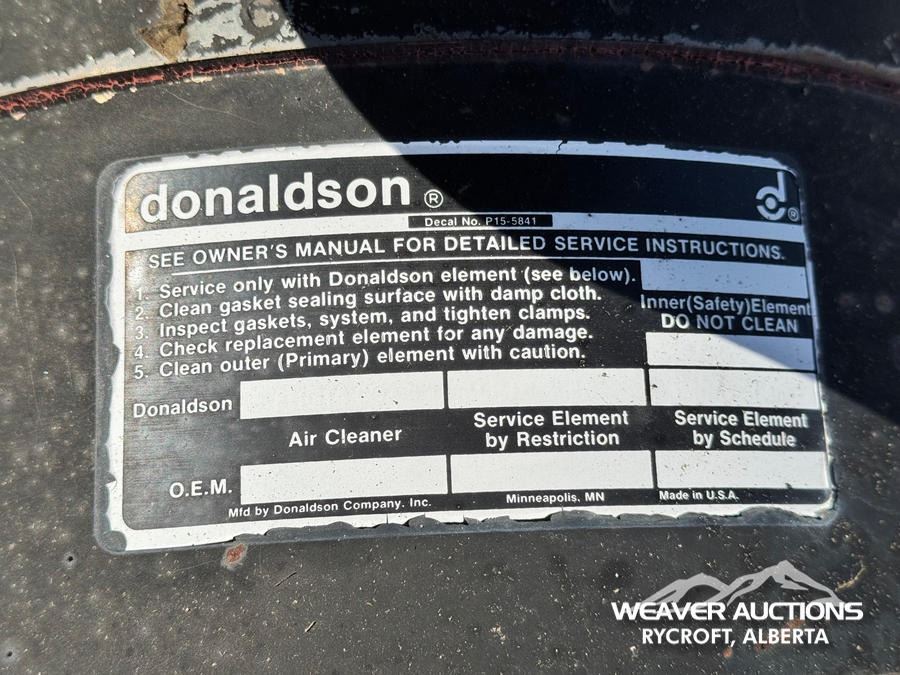 donaldson ®
Decal No. P15-5841
SEE OWNER'S MANUAL FOR DETAILED SERVICE INSTRUCTIONS.
1. Service only with Donaldson element (see below).
2. Clean gasket sealing surface with damp cloth.
3. Inspect gaskets, system, and tighten clamps.
4. Check replacement element for any damage.
5. Clean outer (Primary) element with caution.
Inner(Safety)Element
DO NOT CLEAN
Donaldson
Air Cleaner
Service Element
by Restriction
Service Element
by Schedule
O.E.M.
Mfd by Donaldson Company, Inc.
Minneapolis, MN
Made in U.S.A.
WEAVER AUCTIONS
RYCROFT, ALBERTA